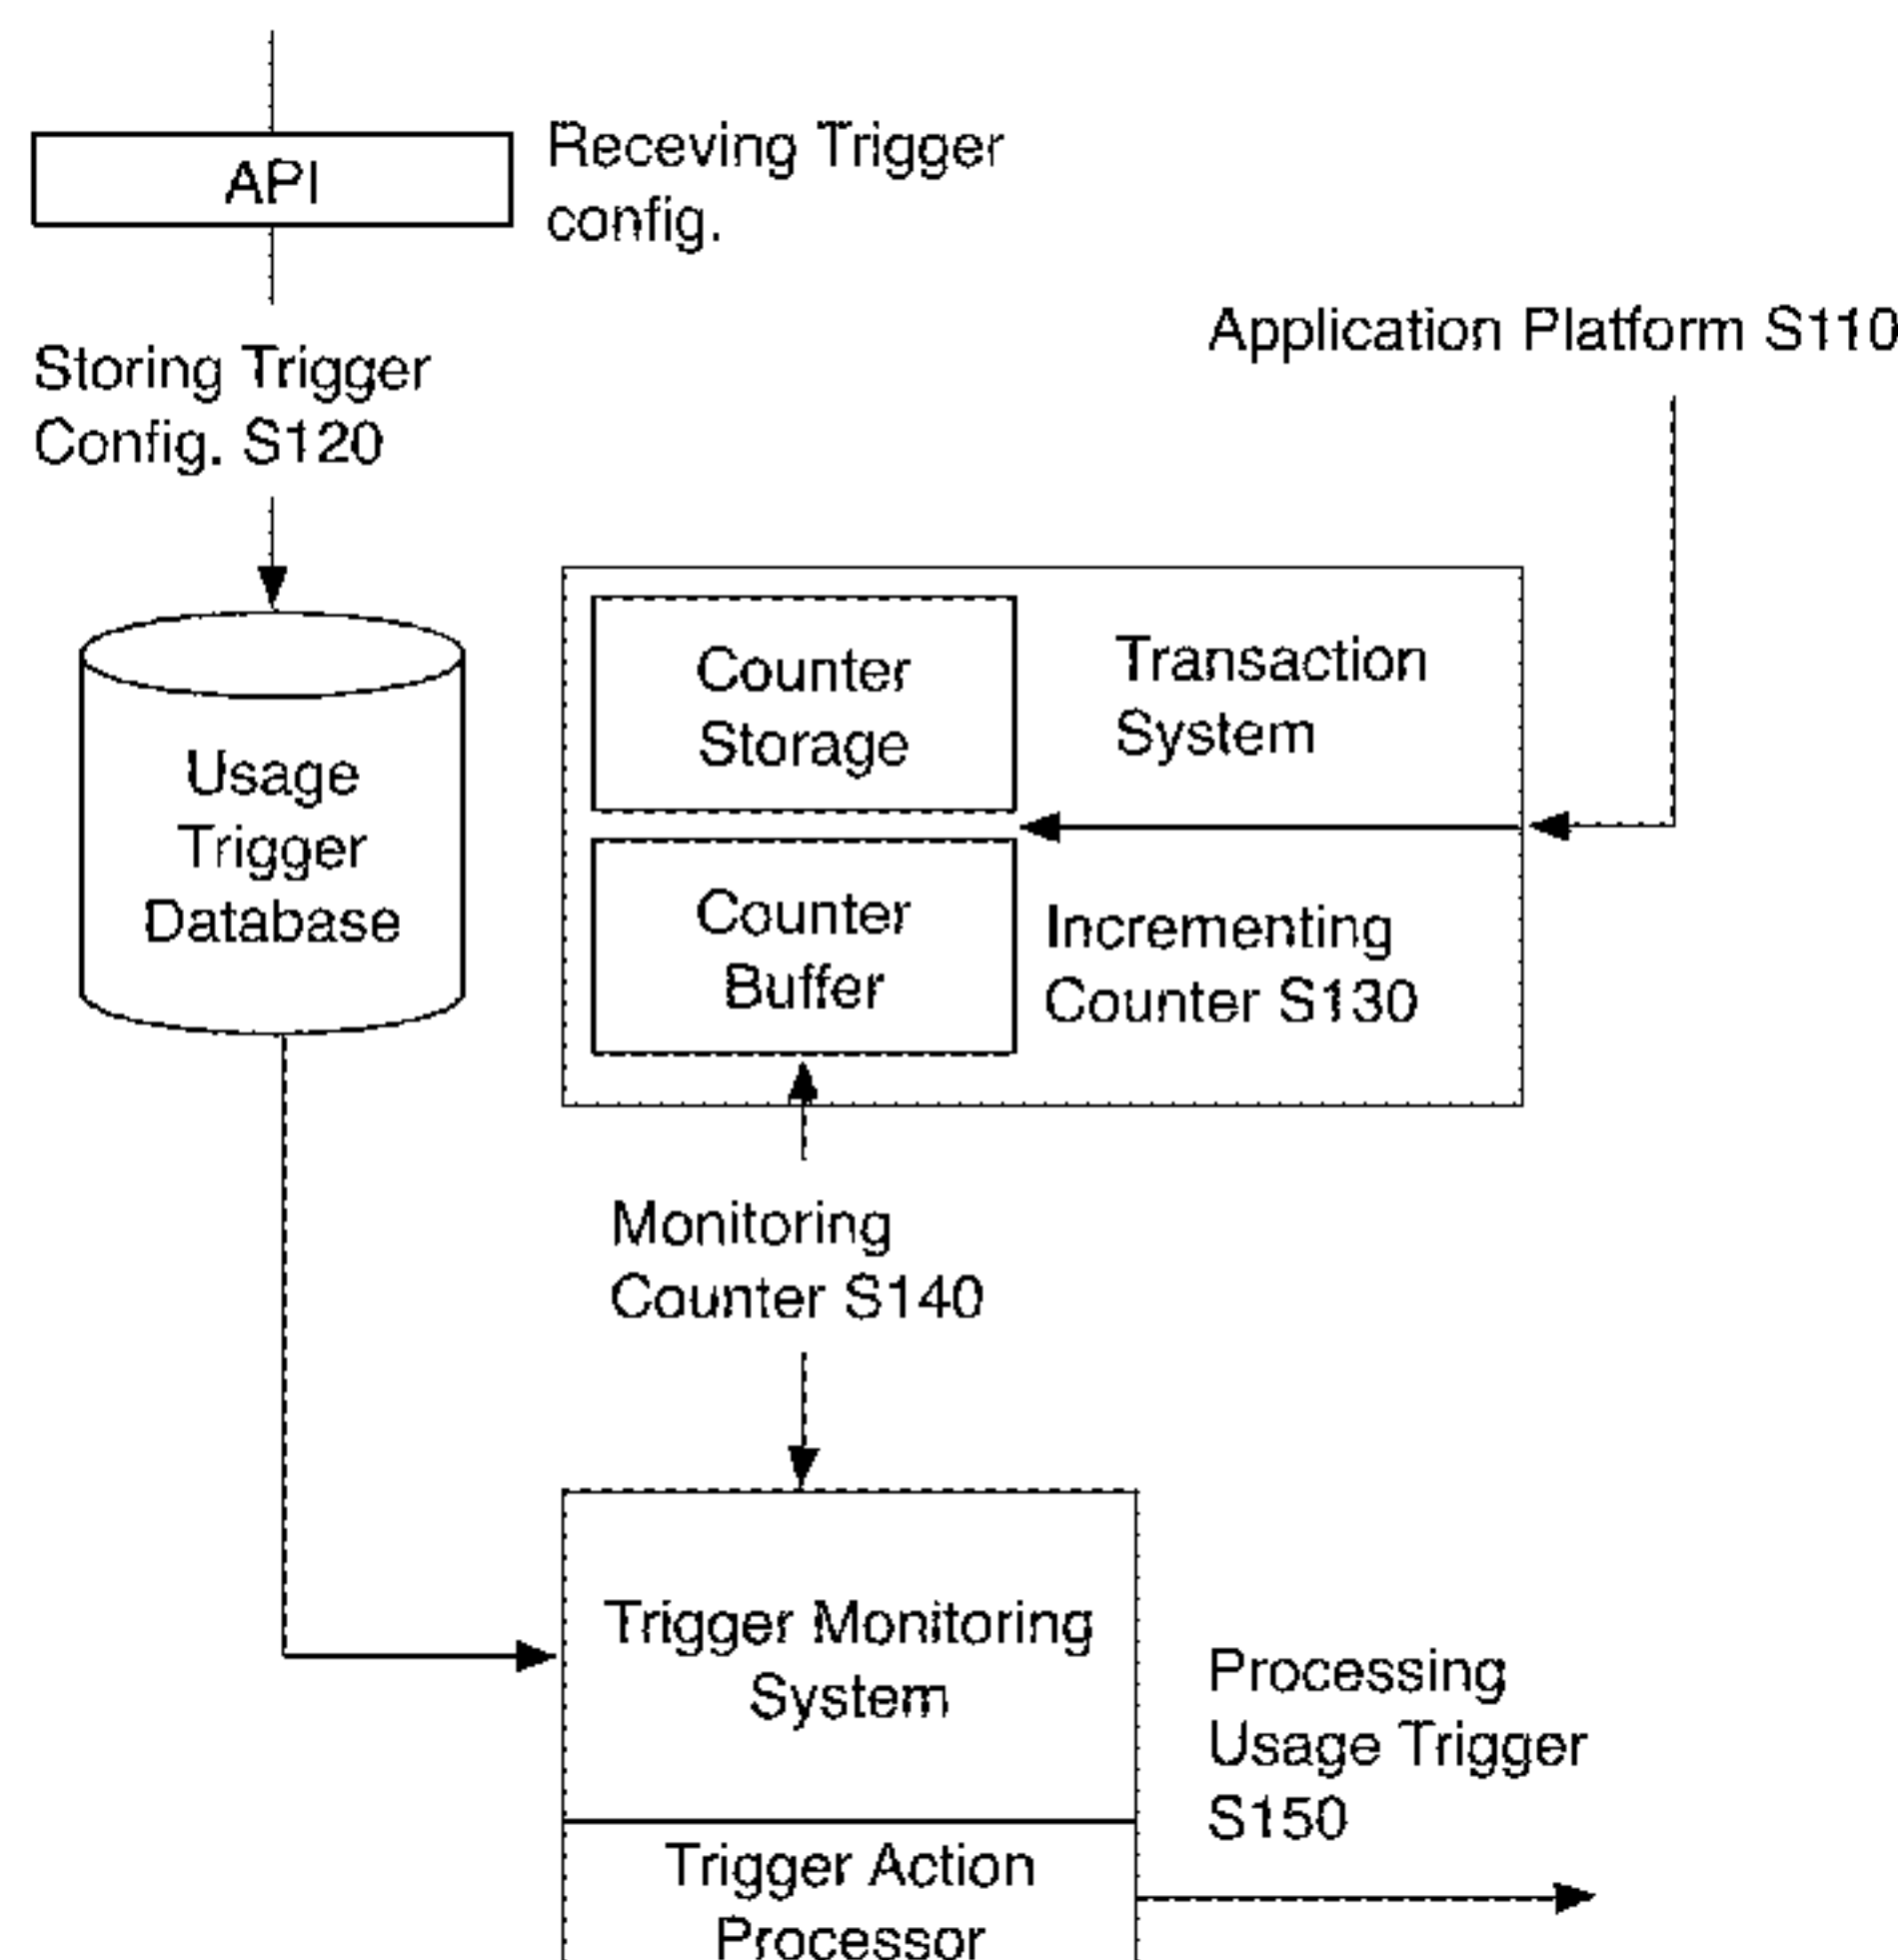 API
Receving Trigger
config.
Storing Trigger
Config. S120
Application Platform S110
Usage
Trigger
Database
Counter
Storage
Transaction
System
Counter
Buffer
Incrementing
Counter S130
Monitoring
Counter S140
Trigger Monitoring
System
Processing
Usage Trigger
S150
Trigger Action
Processor